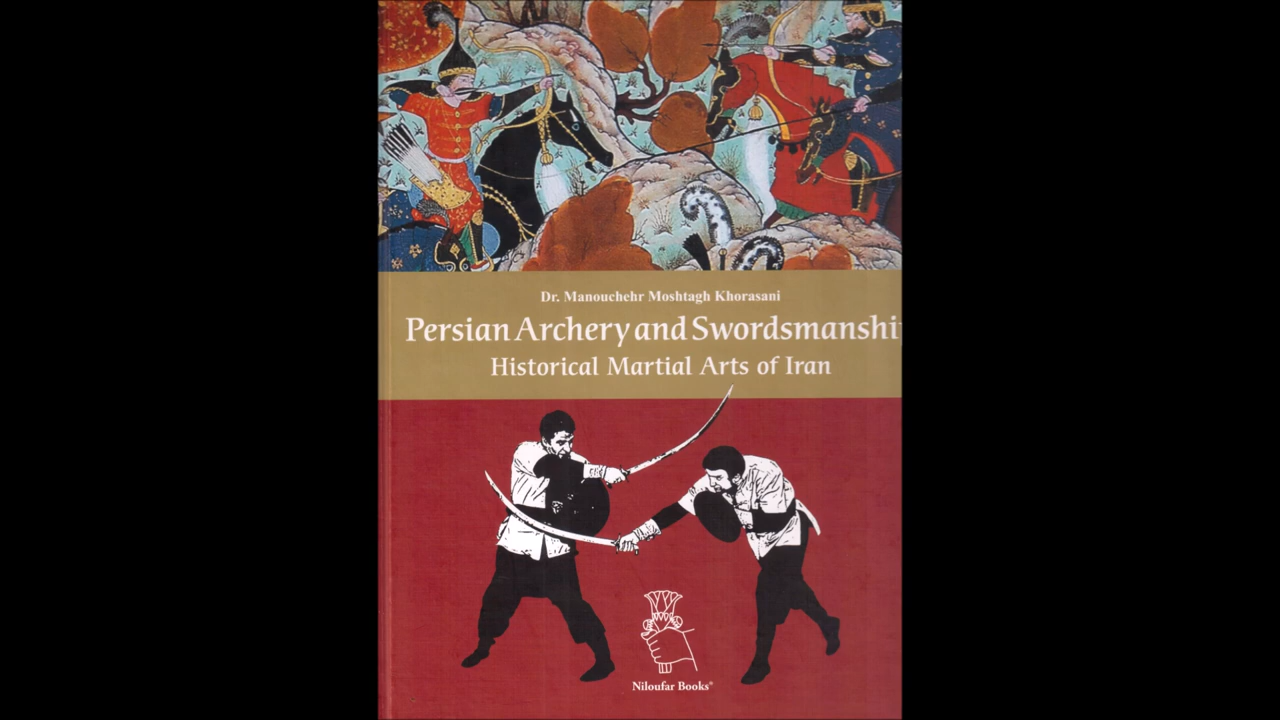 Dr. Manouchehr Moshtagh Khorasani
Persian Archery and Swordsmanshi
Historical Martial Arts of Iran
Niloufar Books®